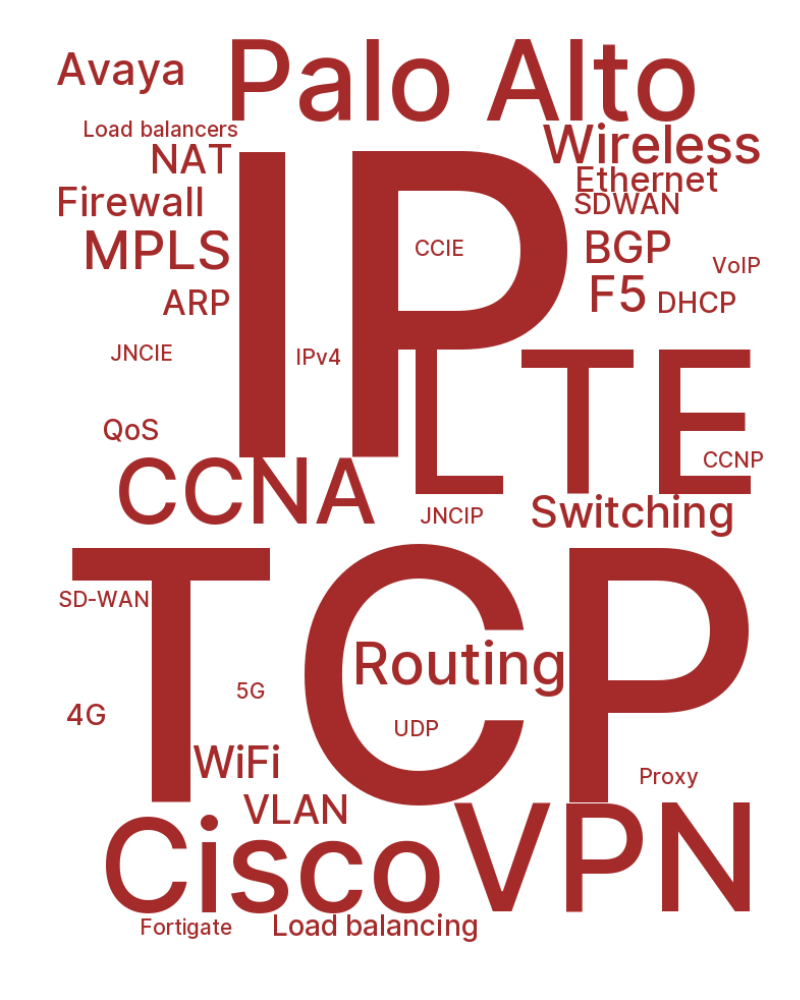 Avaya
Palo Alto
Load balancers
Wireless
NAT
IP
Ethernet
Firewall
SDWAN
MPLS
CCIE
BGP
VoIP
ARP
F5
DHCP
JNCIE
IPv4
LTE
QoS
CCNP
CCNA
JNCIP
Switching
TCP
SD-WAN
Routing
5G
4G
UDP
WiFi
Proxy
VLAN
Cisco
VPN
Fortigate
Load balancing